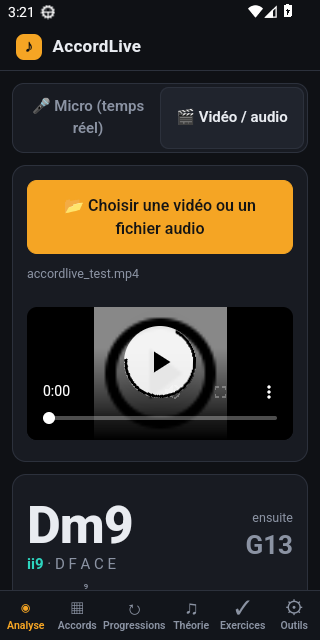 3:21
AccordLive
Micro (temps
réel)
Vidéo / audio
Choisir une vidéo ou un
fichier audio
accordlive_test.mp4
0:00
Dm9
ensuite
ii9 · D F A C E
G13
9
Analyse
Accords
Progressions
Théorie
Exercices
Outils